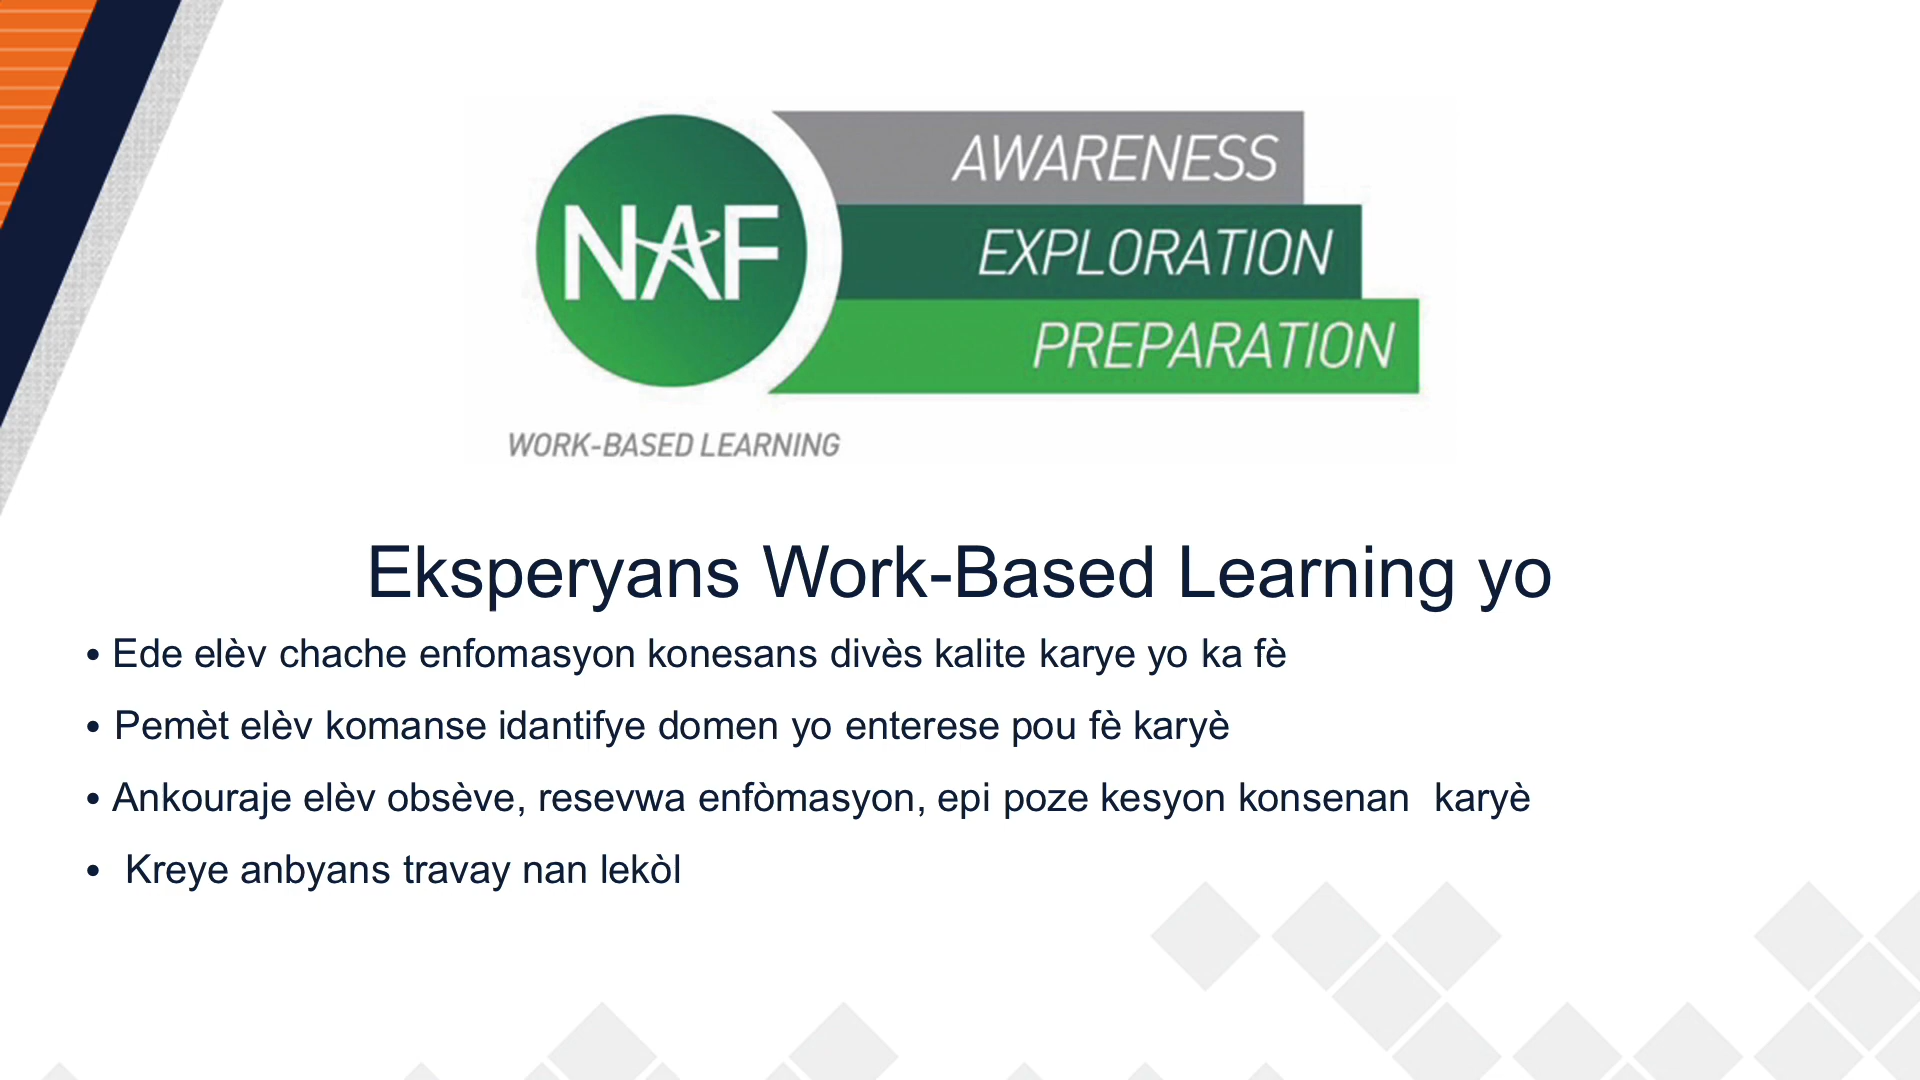 NAF
AWARENESS
EXPLORATION
PREPARATION
WORK-BASED LEARNING
Eksperyans Work-Based Learning yo
• Ede elèv chache enfomasyon konesans divès kalite karye yo ka fè
• Pemèt elèv komanse idantifye domen yo enterese pou fè karyè
• Ankouraje elèv obsève, resevwa enfòmasyon, epi poze kesyon konsenan  karyè
•  Kreye anbyans travay nan lekòl